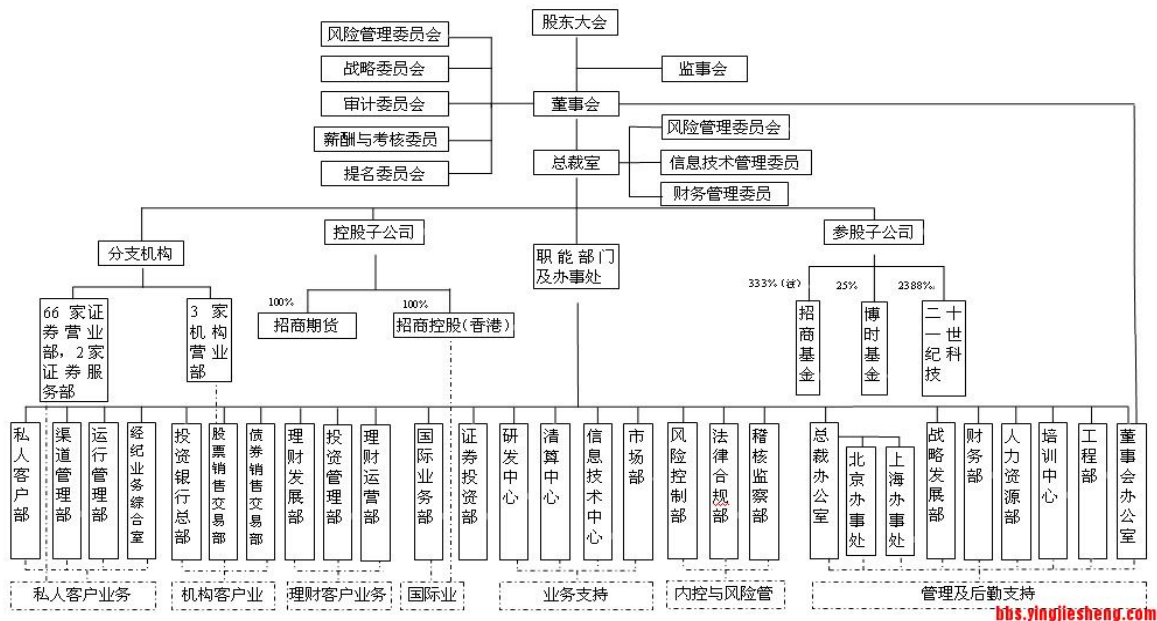 股东大会
风险管理委员会
战略委员会
监事会
审计委员会
董事会
薪酬与考核委员
风险管理委员会
总裁室
信息技术管理委员
提名委员会
财务管理委员
分支机构
控股子公司
职能部门
及办事处
参股子公司
66 家证
券营业
部，2家
证券服
务部
3 家
机构
营业
部
100%
招商期货
100%
招商控股(香港)
333%(注)
招商基金
25%
博时基金
2388%
二一纪技
十世科
私人客户部
渠道管理部
运行管理部
经纪业务综合室
投资银行总部
股票销售交易部
债券销售交易部
理财发展部
投资管理部
理财运营部
国际业务部
证券投资部
研发中心
清算中心
信息技术中心
市场部
风险控制部
法律合规部
稽核监察部
总裁办公室
北京办事处
上海办事处
战略发展部
财务部
人力资源部
培训中心
工程部
董事会办公室
私人客户业务
机构客户业
理财客户业务
国际业
业务支持
内控与风险管
管理及后勤支持
bbs.yingjiesheng.com